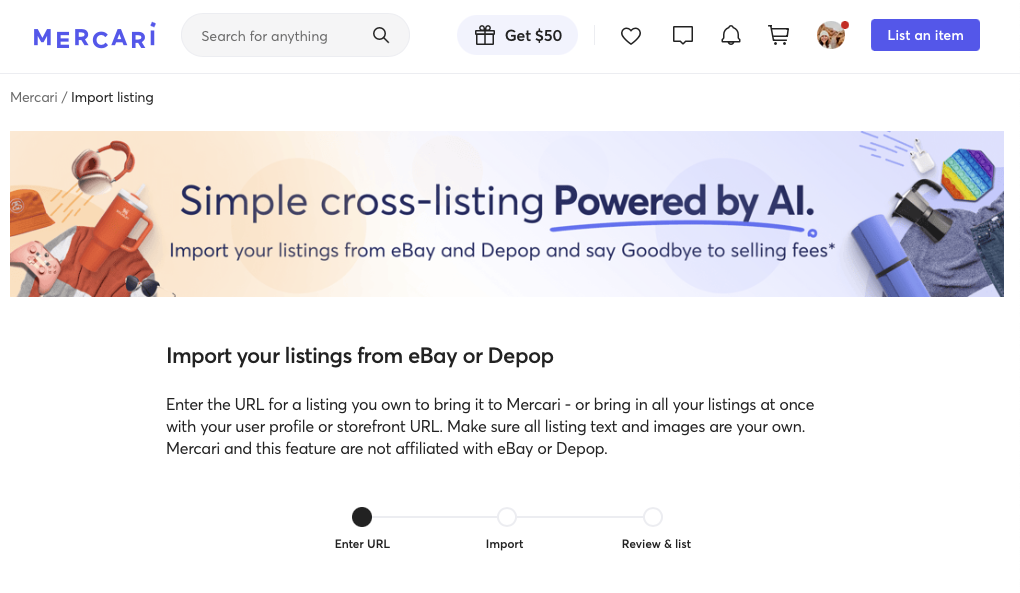 MERCARI
Search for anything
Get $50
List an item
Mercari / Import listing
Simple cross-listing Powered by AI.
Import your listings from eBay and Depop and say Goodbye to selling fees*
Import your listings from eBay or Depop
Enter the URL for a listing you own to bring it to Mercari - or bring in all your listings at once
with your user profile or storefront URL. Make sure all listing text and images are your own.
Mercari and this feature are not affiliated with eBay or Depop.
Enter URL
Import
Review & list